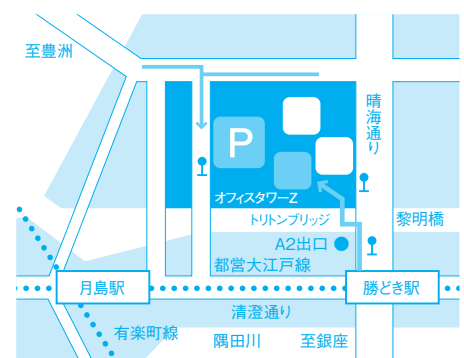 至豊洲
晴海通り
P
オフィスタワーZ
トリトンブリッジ
黎明橋
A2出口
都営大江戸線
月島駅
勝どき駅
清澄通り
有楽町線
隅田川
至銀座